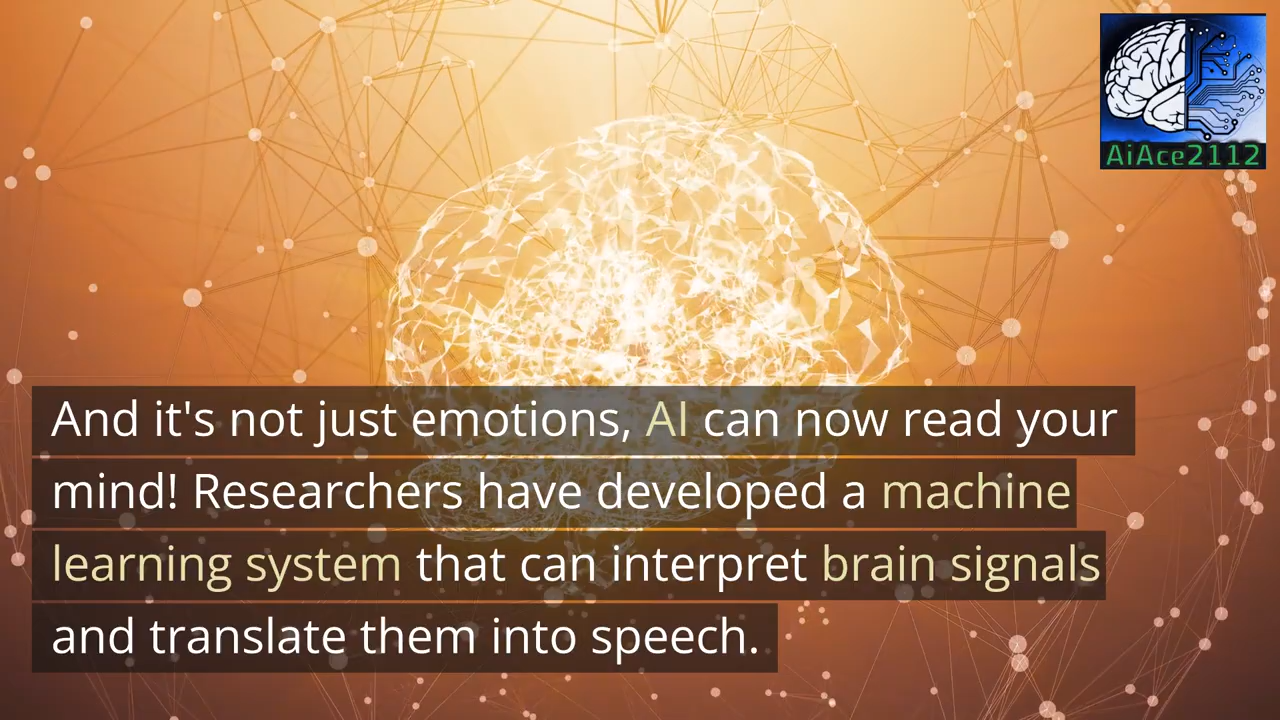 AiAce2112
And it's not just emotions, AI can now read your
mind! Researchers have developed a machine
learning system that can interpret brain signals
and translate them into speech.